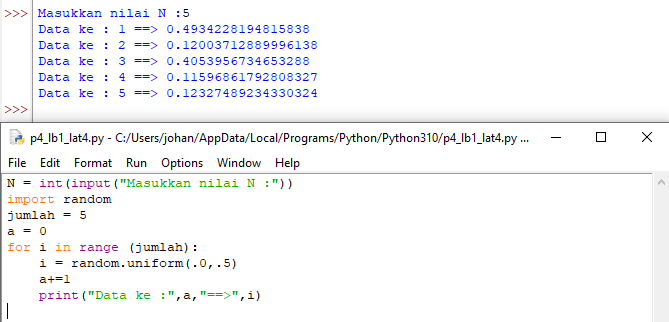 >>> Masukkan nilai N :5
Data ke : 1 ==> 0.4934228194815838
Data ke : 2 ==> 0.12003712889996138
Data ke : 3 ==> 0.4053956734653288
Data ke : 4 ==> 0.11596861792808327
Data ke : 5 ==> 0.12327489234330324
>>>
p4_lb1_lat4.py - C:/Users/johan/AppData/Local/Programs/Python/Python310/p4_lb1_lat4.py ...
File Edit Format Run Options Window Help
N = int(input("Masukkan nilai N :"))
import random
jumlah = 5
a = 0
for i in range (jumlah):
    i = random.uniform(.0,.5)
    a+=1
    print("Data ke :",a,"==>",i)